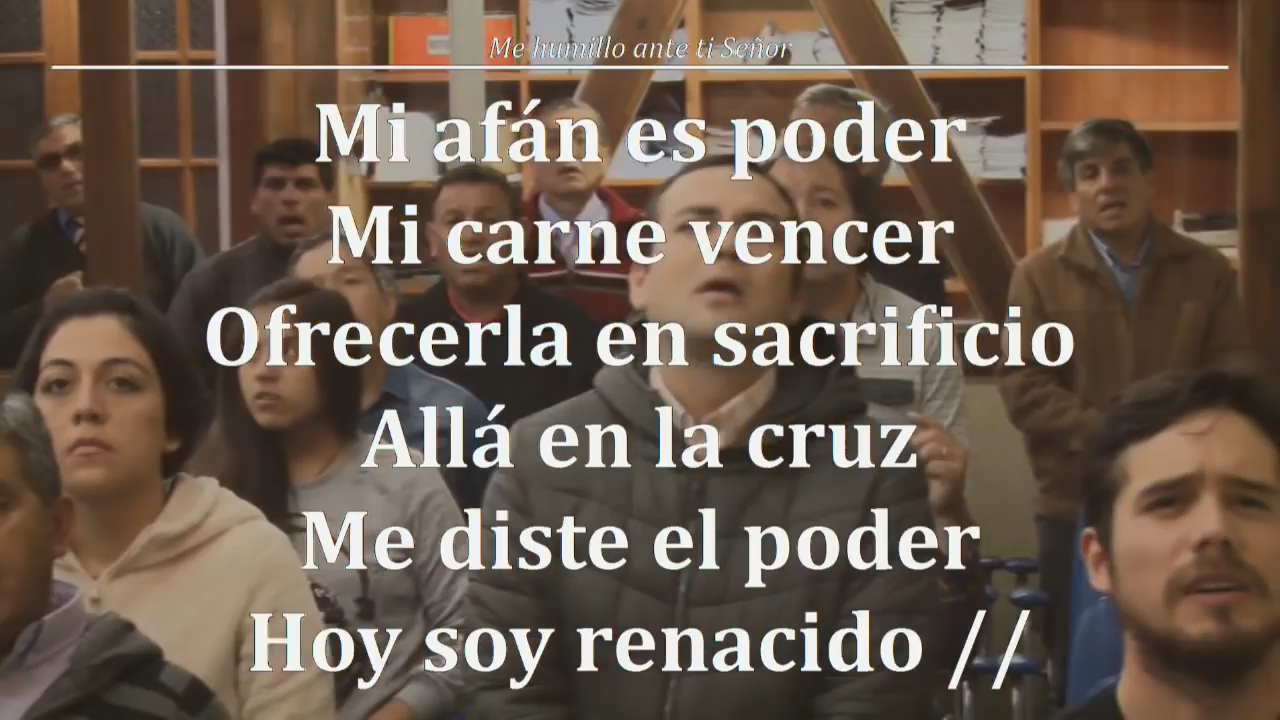 Me humillo ante ti Señor
Mi afán es poder
Mi carne vencer
Ofrecerla en sacrificio
Allá en la cruz
Me diste el poder
Hoy soy renacido //